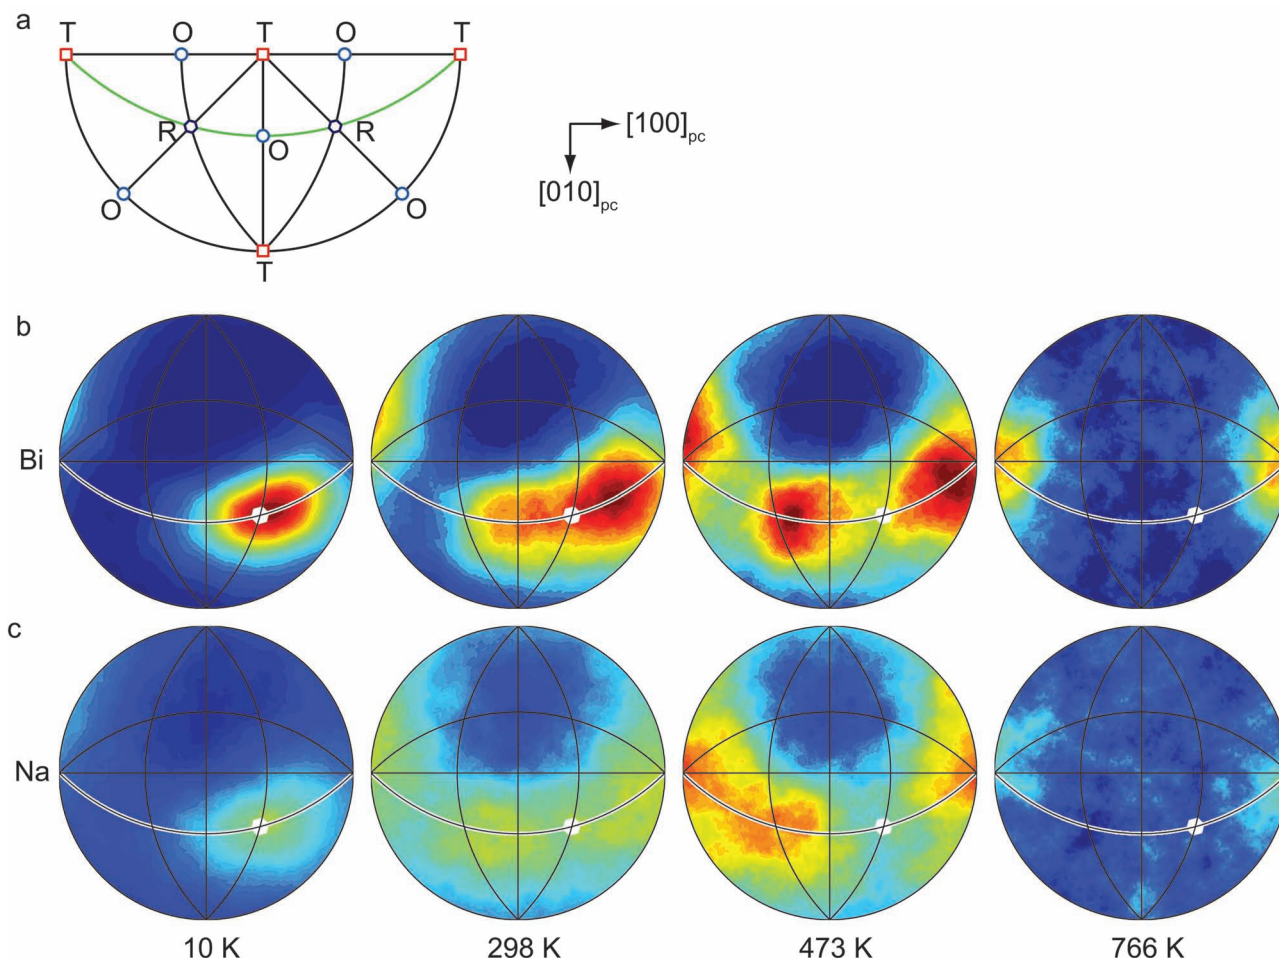 a
T O T O T
R O R
O O
T
[100]pc
[010]pc
b
Bi
c
Na
10 K 298 K 473 K 766 K